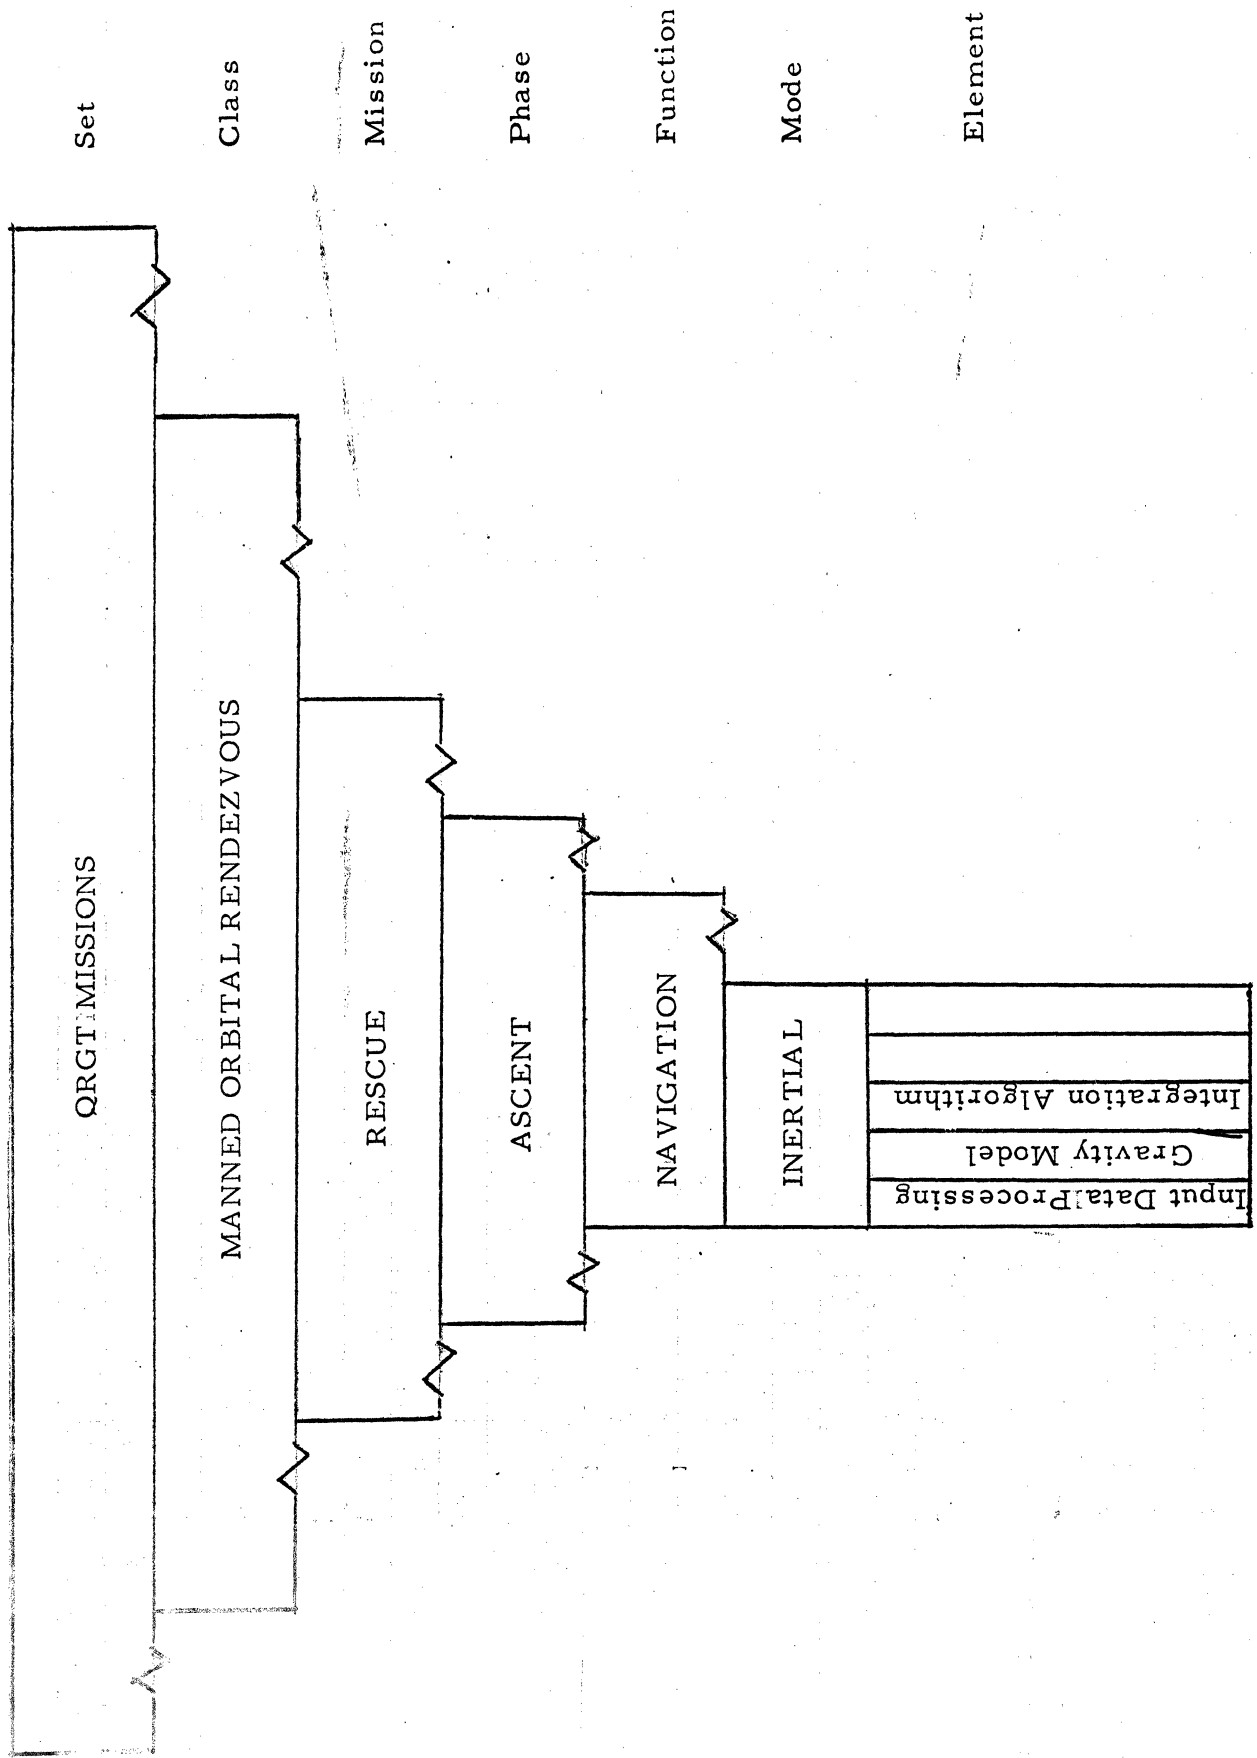 QRGT MISSIONS
Set
MANNED ORBITAL RENDEZVOUS
Class
RESCUE
Mission
ASCENT
Phase
NAVIGATION
Function
INERTIAL
Mode
Input Data Processing
Gravity Model
Integration Algorithm
Element